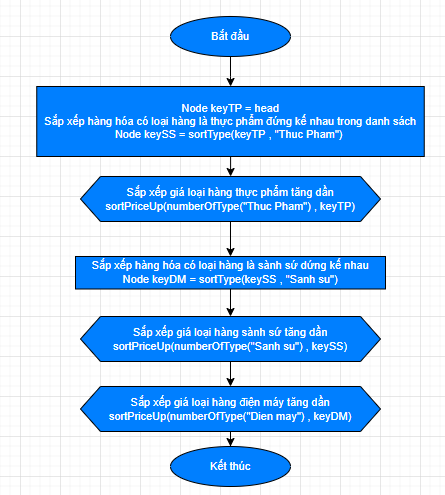 Bắt đầu
Node keyTP = head
Sắp xếp hàng hóa có loại hàng là thực phẩm đứng kế nhau trong danh sách
Node keySS = sortType(keyTP , "Thuc Pham")
Sắp xếp giá loại hàng thực phẩm tăng dần
sortPriceUp(numberOfType("Thuc Pham") , keyTP)
Sắp xếp hàng hóa có loại hàng là sành sứ dứng kế nhau
Node keyDM = sortType(keySS , "Sanh su")
Sắp xếp giá loại hàng sành sứ tăng dần
sortPriceUp(numberOfType("Sanh su") , keySS)
Sắp xếp giá loại hàng điện máy tăng dần
sortPriceUp(numberOfType("Dien may") , keyDM)
Kết thúc